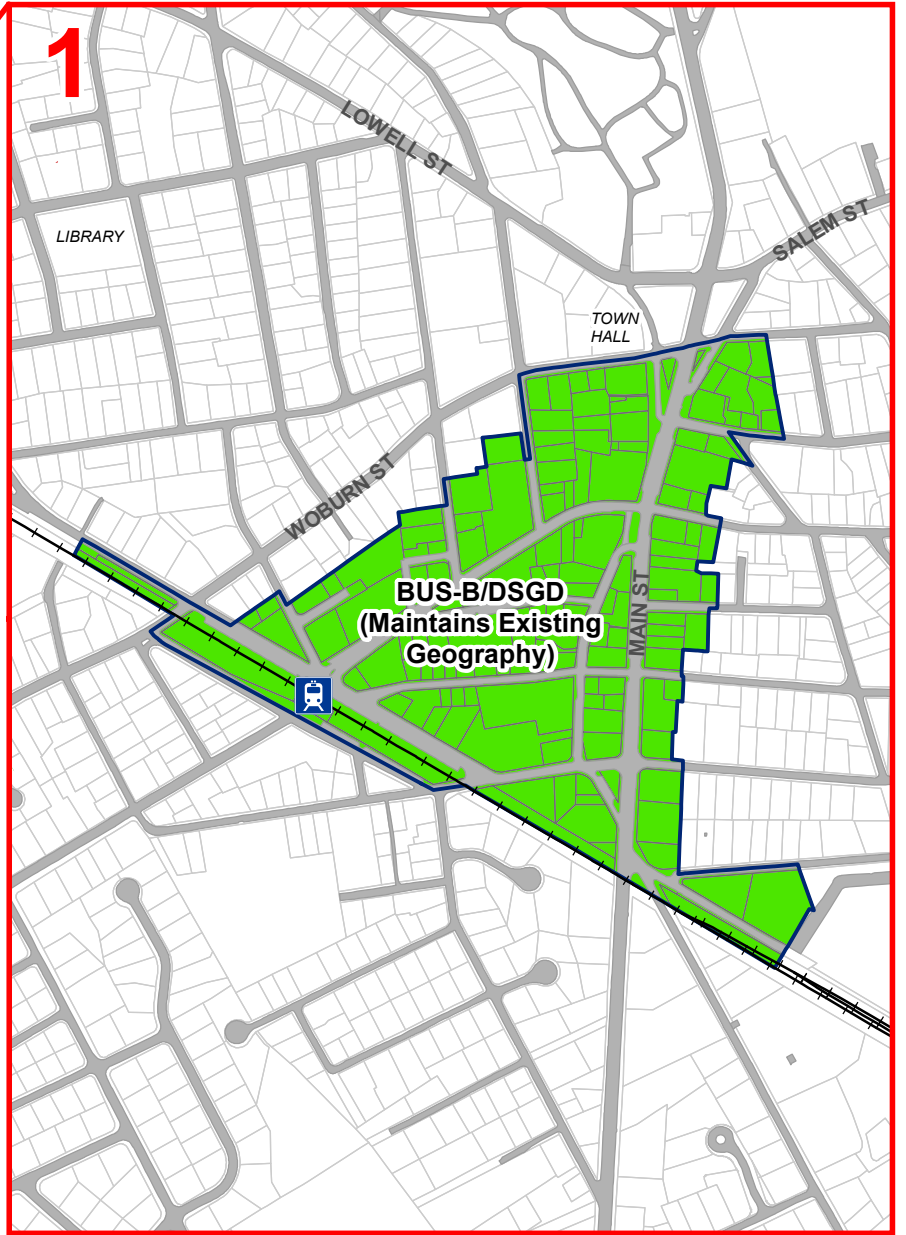 1
LOWELL ST
SALEM ST
LIBRARY
TOWN
HALL
WOBURN ST
BUS-B/DSGD
(Maintains Existing
Geography)
MAIN ST